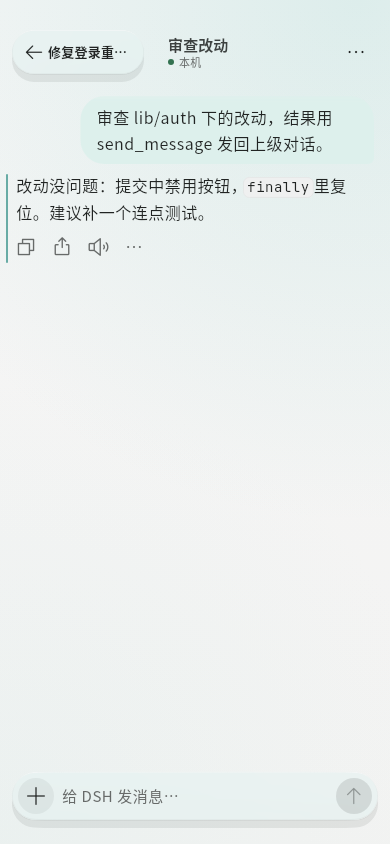 修复登录重…
审查改动
本机
审查 lib/auth 下的改动，结果用
send_message 发回上级对话。
改动没问题：提交中禁用按钮，finally 里复
位。建议补一个连点测试。
给 DSH 发消息…